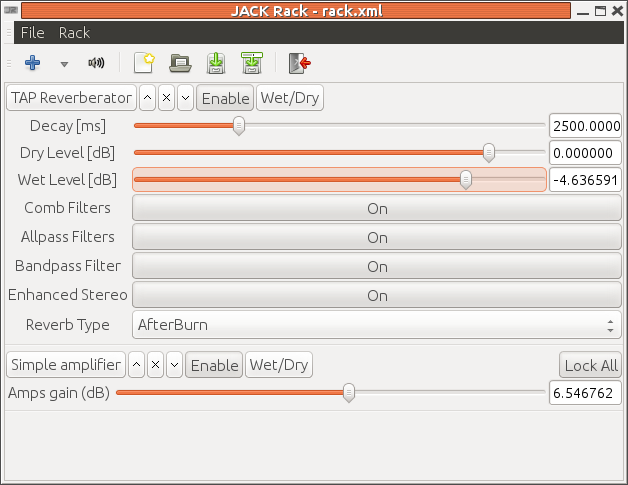 JACK Rack - rack.xml
File Rack
TAP Reverberator Enable Wet/Dry
Decay [ms] 2500.0000
Dry Level [dB] 0.000000
Wet Level [dB] -4.636591
Comb Filters On
Allpass Filters On
Bandpass Filter On
Enhanced Stereo On
Reverb Type AfterBurn
Simple amplifier Enable Wet/Dry Lock All
Amps gain (dB) 6.546762